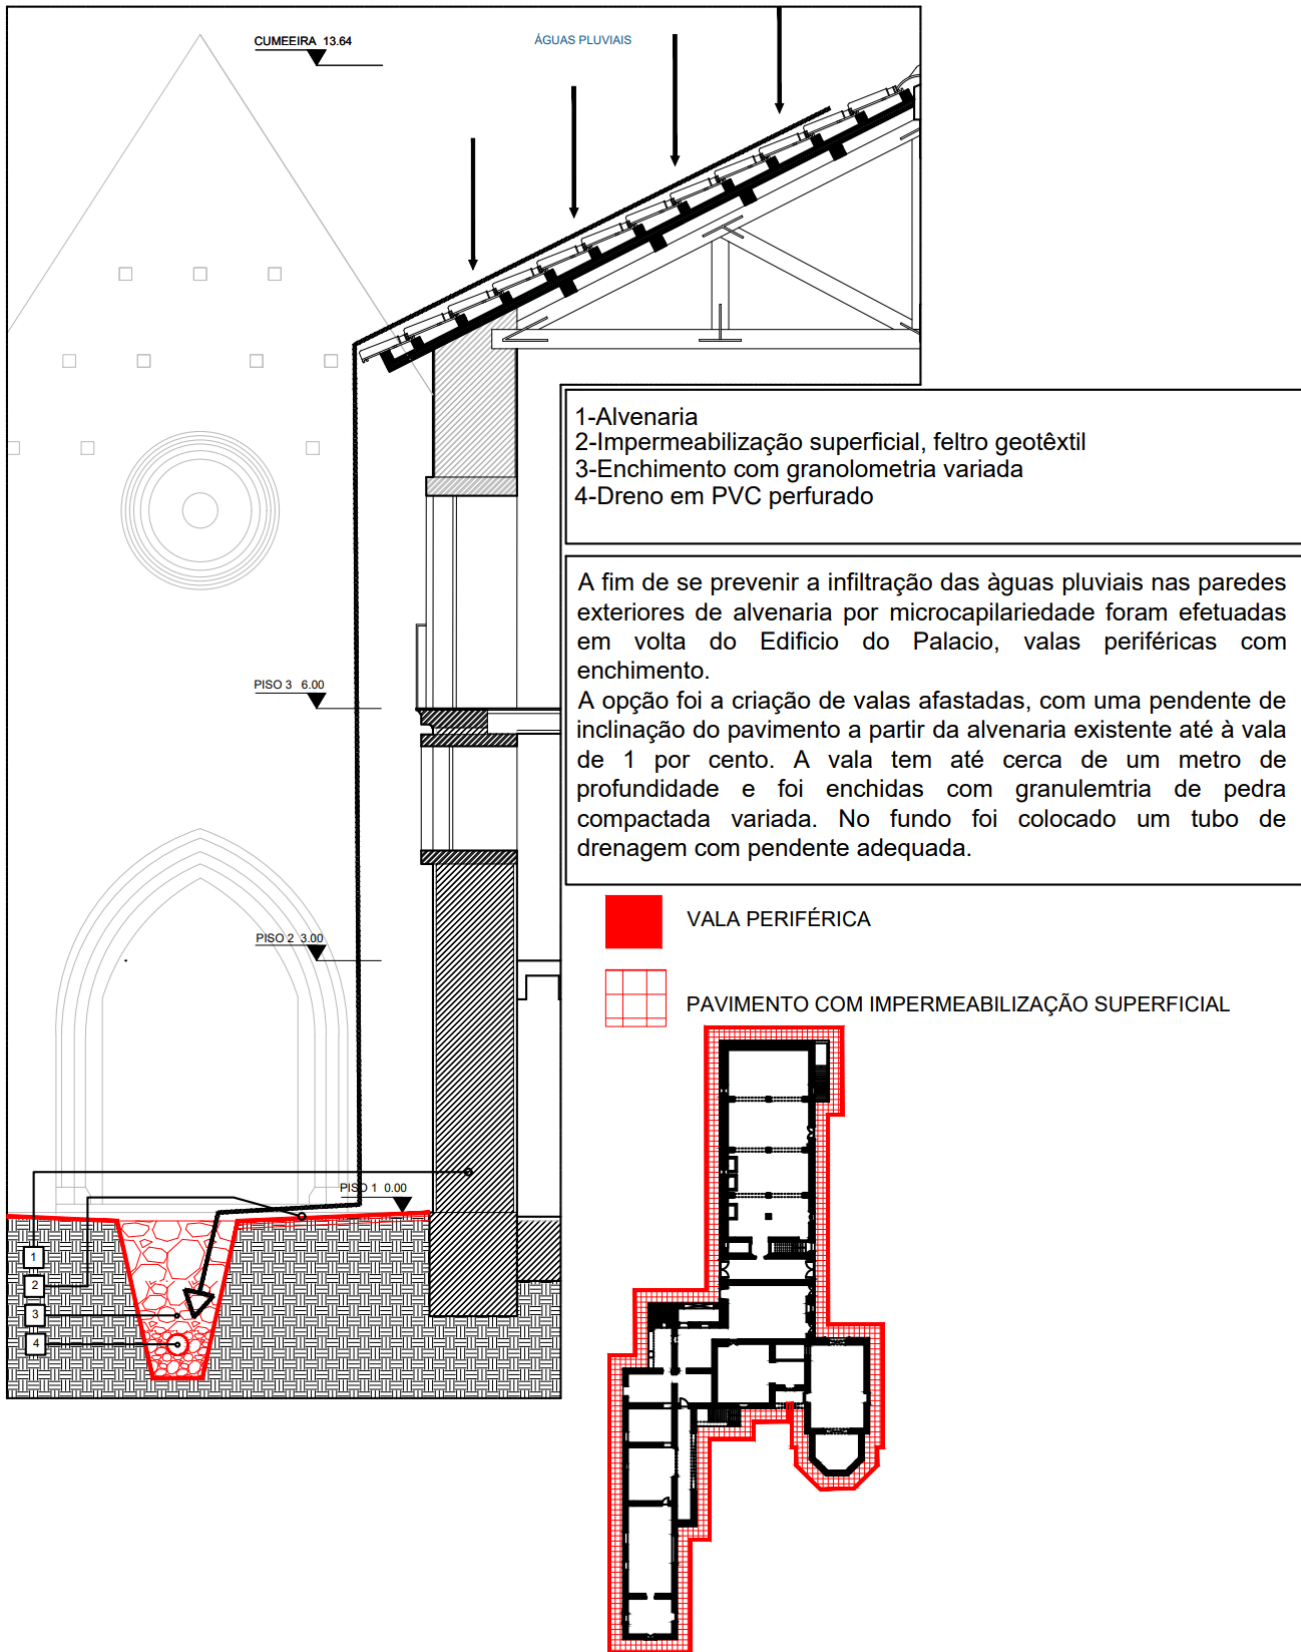 CUMEEIRA 13.64
ÁGUAS PLUVIAIS
1-Alvenaria
2-Impermeabilização superficial, feltro geotêxtil
3-Enchimento com granolometria variada
4-Dreno em PVC perfurado
A fim de se prevenir a infiltração das àguas pluviais nas paredes
exteriores de alvenaria por microcapilariedade foram efetuadas
em volta do Edificio do Palacio, valas periféricas com
enchimento.
A opção foi a criação de valas afastadas, com uma pendente de
inclinação do pavimento a partir da alvenaria existente até à vala
de 1 por cento. A vala tem até cerca de um metro de
profundidade e foi enchidas com granulemtria de pedra
compactada variada. No fundo foi colocado um tubo de
drenagem com pendente adequada.
PISO 3 6.00
PISO 2 3.00
PISO 1 0.00
VALA PERIFÉRICA
PAVIMENTO COM IMPERMEABILIZAÇÃO SUPERFICIAL
1
2
3
4